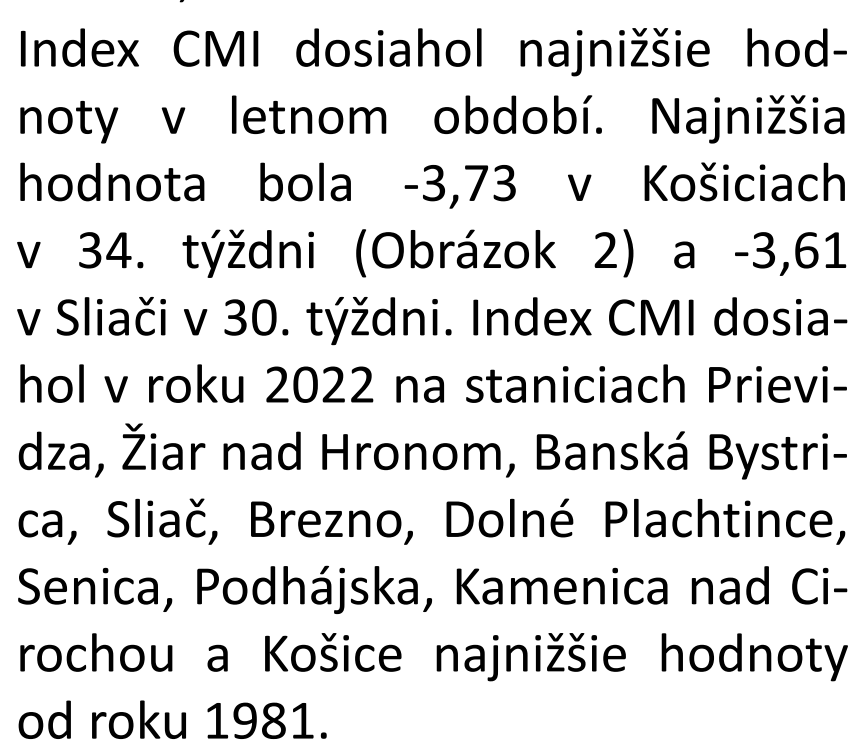 Index CMI dosiahol najnižšie hod-
noty v letnom období. Najnižšia
hodnota bola -3,73 v Košiciach
v 34. týždni (Obrázok 2) a -3,61
v Sliači v 30. týždni. Index CMI dosia-
hol v roku 2022 na staniciach Prievi-
dza, Žiar nad Hronom, Banská Bystri-
ca, Sliač, Brezno, Dolné Plachtince,
Senica, Podhájska, Kamenica nad Ci-
rochou a Košice najnižšie hodnoty
od roku 1981.